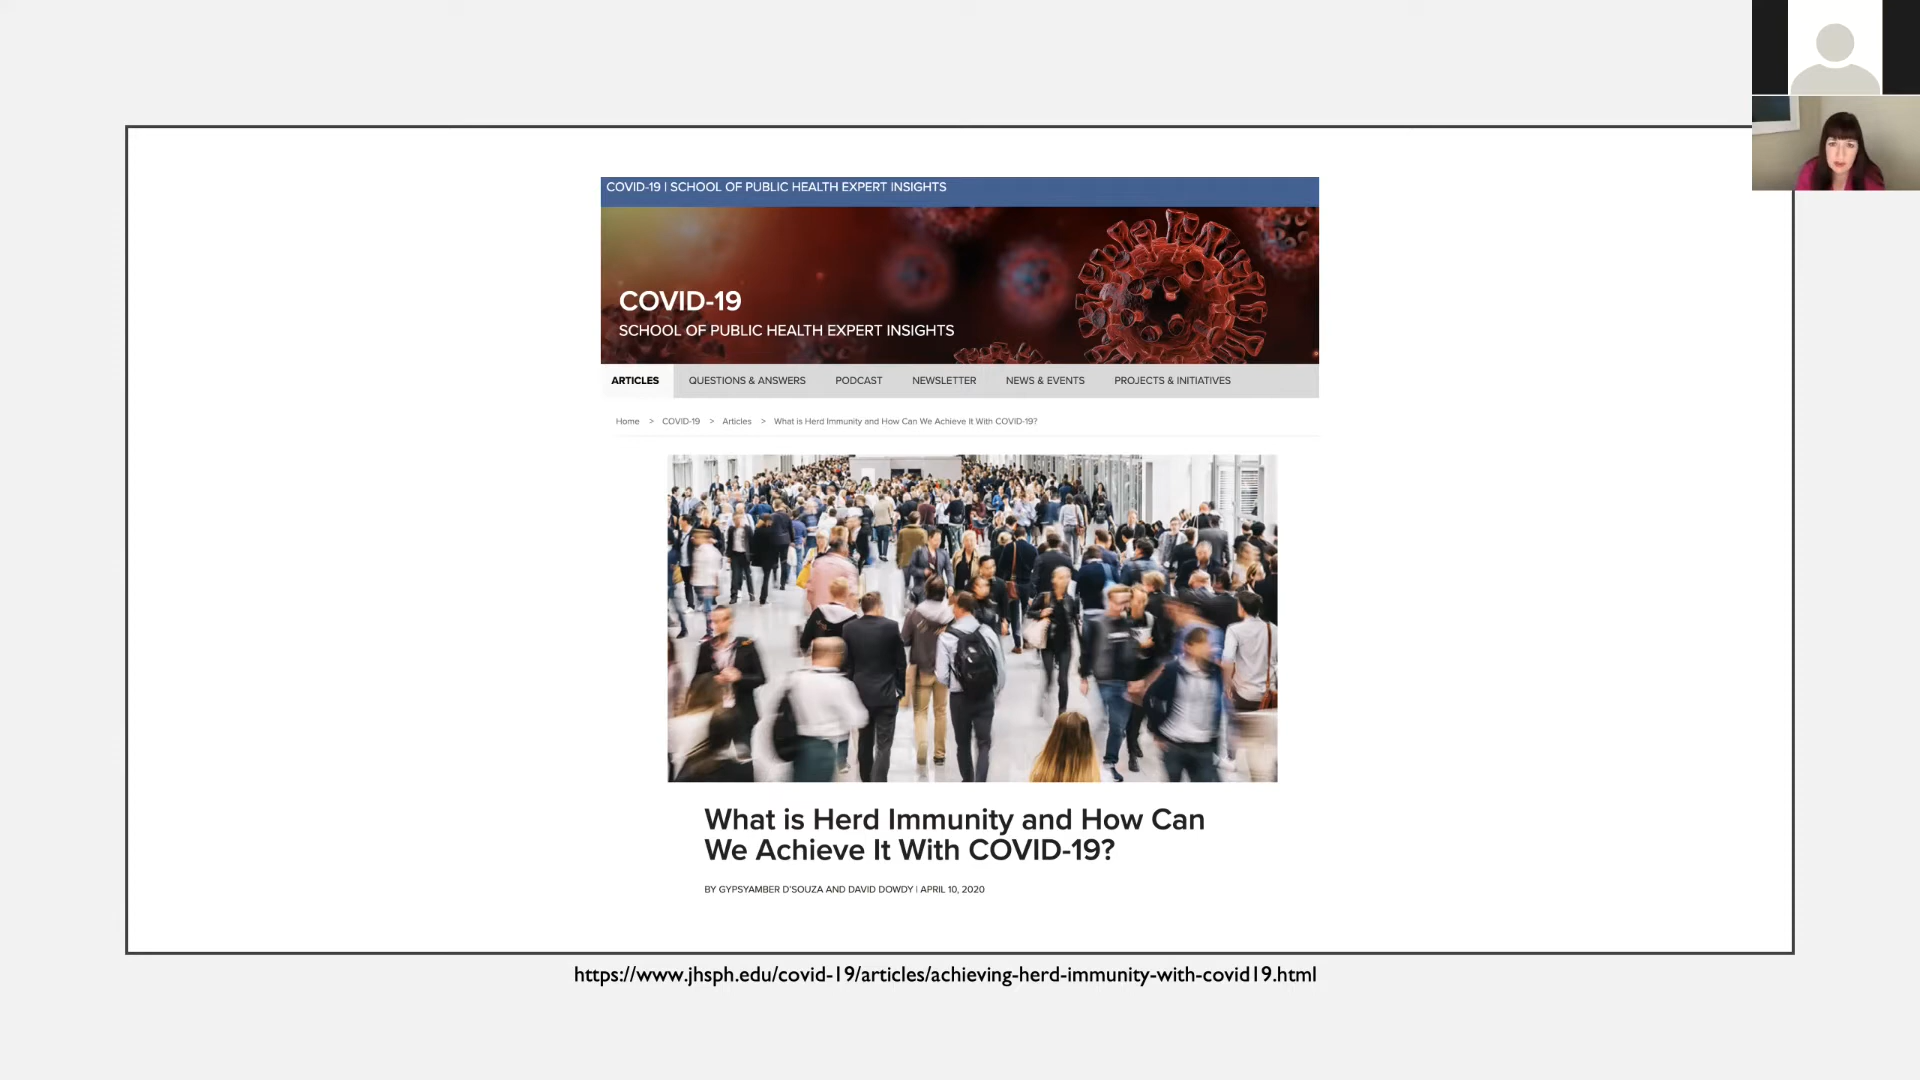 COVID-19 | SCHOOL OF PUBLIC HEALTH EXPERT INSIGHTS
COVID-19
SCHOOL OF PUBLIC HEALTH EXPERT INSIGHTS
ARTICLES QUESTIONS & ANSWERS PODCAST NEWSLETTER NEWS & EVENTS PROJECTS & INITIATIVES
Home > COVID-19 > Articles > What is Herd Immunity and How Can We Achieve It With COVID-19?
What is Herd Immunity and How Can
We Achieve It With COVID-19?
BY GYPSYAMBER D'SOUZA AND DAVID DOWDY | APRIL 10, 2020
https://www.jhsph.edu/covid-19/articles/achieving-herd-immunity-with-covid19.html